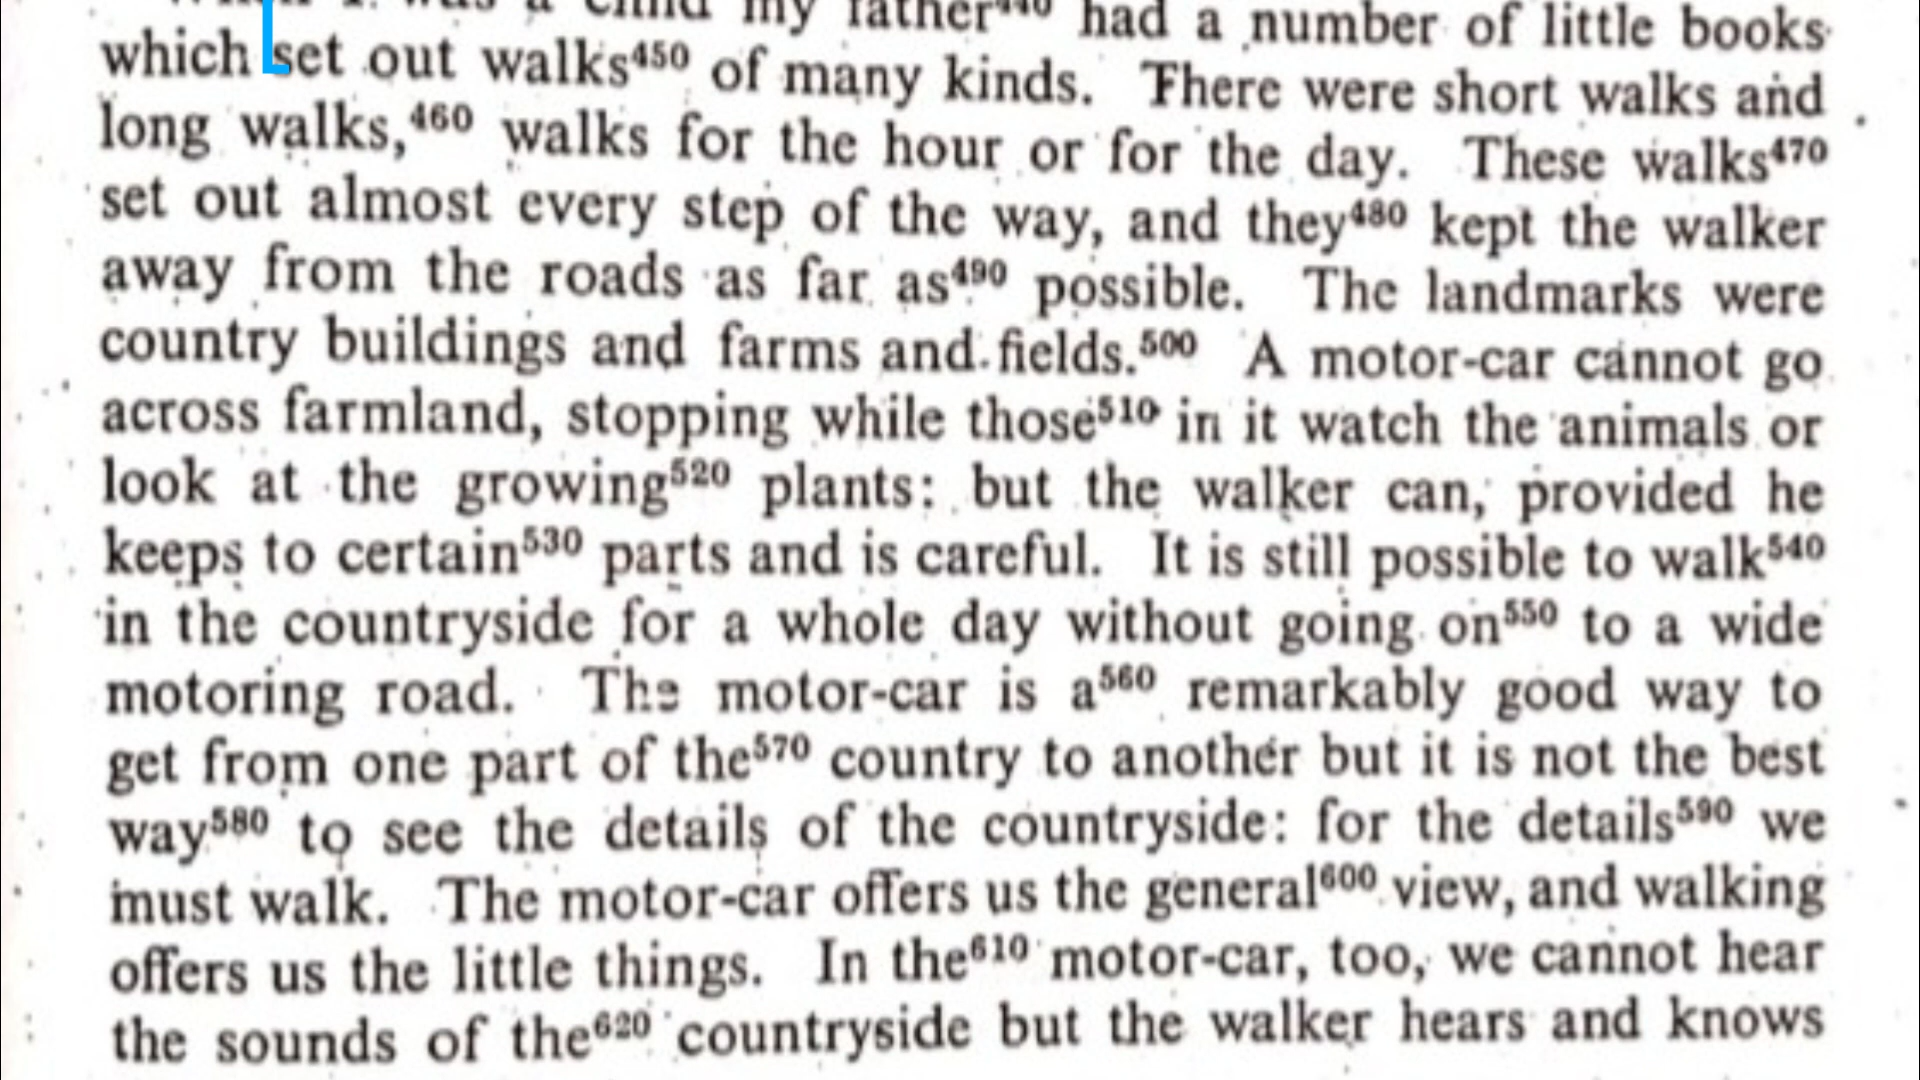 When I was a child my father⁴⁴⁰ had a number of little books
which set out walks⁴⁵⁰ of many kinds. There were short walks and
long walks,⁴⁶⁰ walks for the hour or for the day. These walks⁴⁷⁰
set out almost every step of the way, and they⁴⁸⁰ kept the walker
away from the roads as far as⁴⁹⁰ possible. The landmarks were
country buildings and farms and fields.⁵⁰⁰ A motor-car cannot go
across farmland, stopping while those⁵¹⁰ in it watch the animals or
look at the growing⁵²⁰ plants: but the walker can, provided he
keeps to certain⁵³⁰ parts and is careful. It is still possible to walk⁵⁴⁰
in the countryside for a whole day without going on⁵⁵⁰ to a wide
motoring road. The motor-car is a⁵⁶⁰ remarkably good way to
get from one part of the⁵⁷⁰ country to another but it is not the best
way⁵⁸⁰ to see the details of the countryside: for the details⁵⁹⁰ we
must walk. The motor-car offers us the general⁶⁰⁰ view, and walking
offers us the little things. In the⁶¹⁰ motor-car, too, we cannot hear
the sounds of the⁶²⁰ countryside but the walker hears and knows